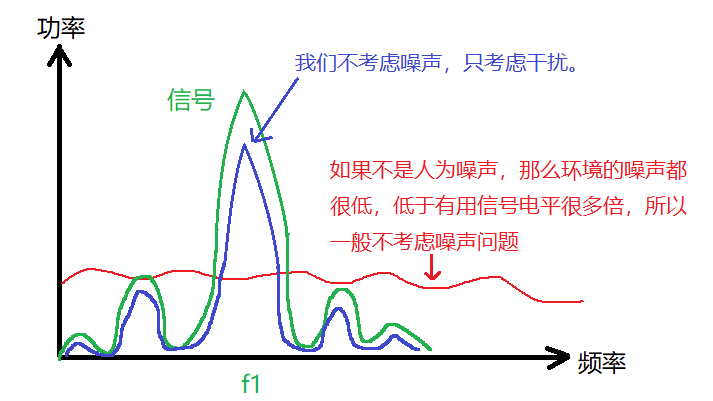 功率
我们不考虑噪声，只考虑干扰。
信号
如果不是人为噪声，那么环境的噪声都
很低，低于有用信号电平很多倍，所以
一般不考虑噪声问题
频率
f1